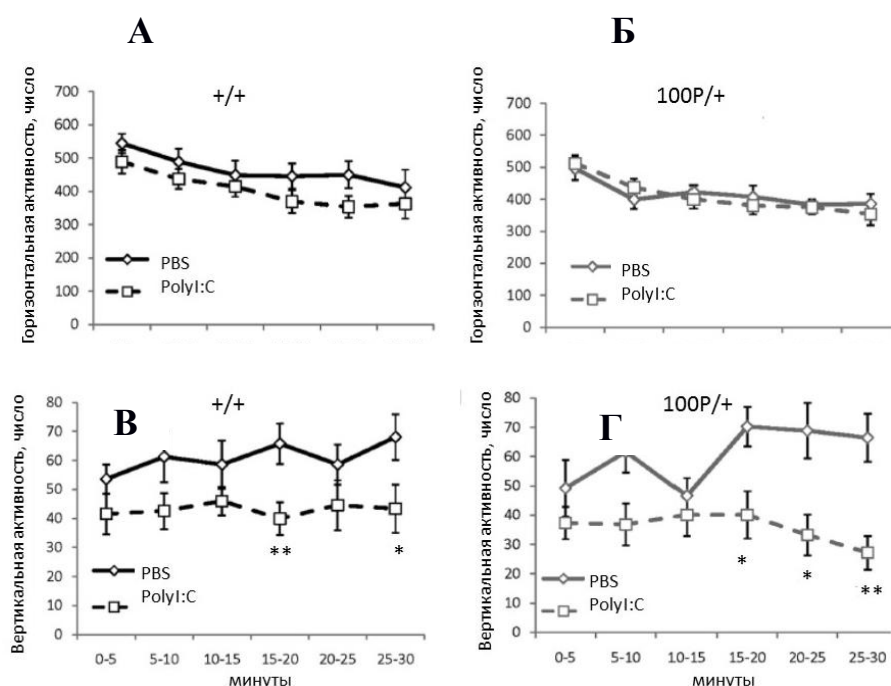 А
Б
Горизонтальная активность, число
700
600
500
400
300
200
100
0
+/+
PBS
PolyI:C
Горизонтальная активность, число
700
600
500
400
300
200
100
0
100P/+
PBS
PolyI:C
Вертикальная активность, число
80
70
60
50
40
30
20
10
0
В
+/+
**
*
PBS
PolyI:C
0-5 5-10 10-15 15-20 20-25 25-30
минуты
Вертикальная активность, число
80
70
60
50
40
30
20
10
0
100P/+
Г
*
*
**
PBS
PolyI:C
0-5 5-10 10-15 15-20 20-25 25-30
минуты